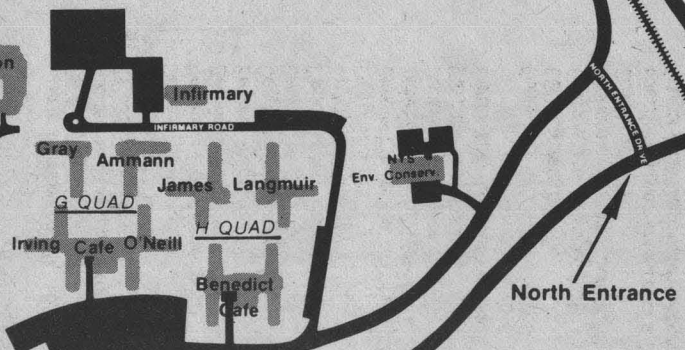 on
Infirmary
INFIRMARY ROAD
NORTH ENTRANCE DRIVE
Gray
Ammann
James
Langmuir
NYS
Env. Conserv.
G QUAD
H QUAD
Irving
Cafe
O'Neill
Benedict
Cafe
North Entrance